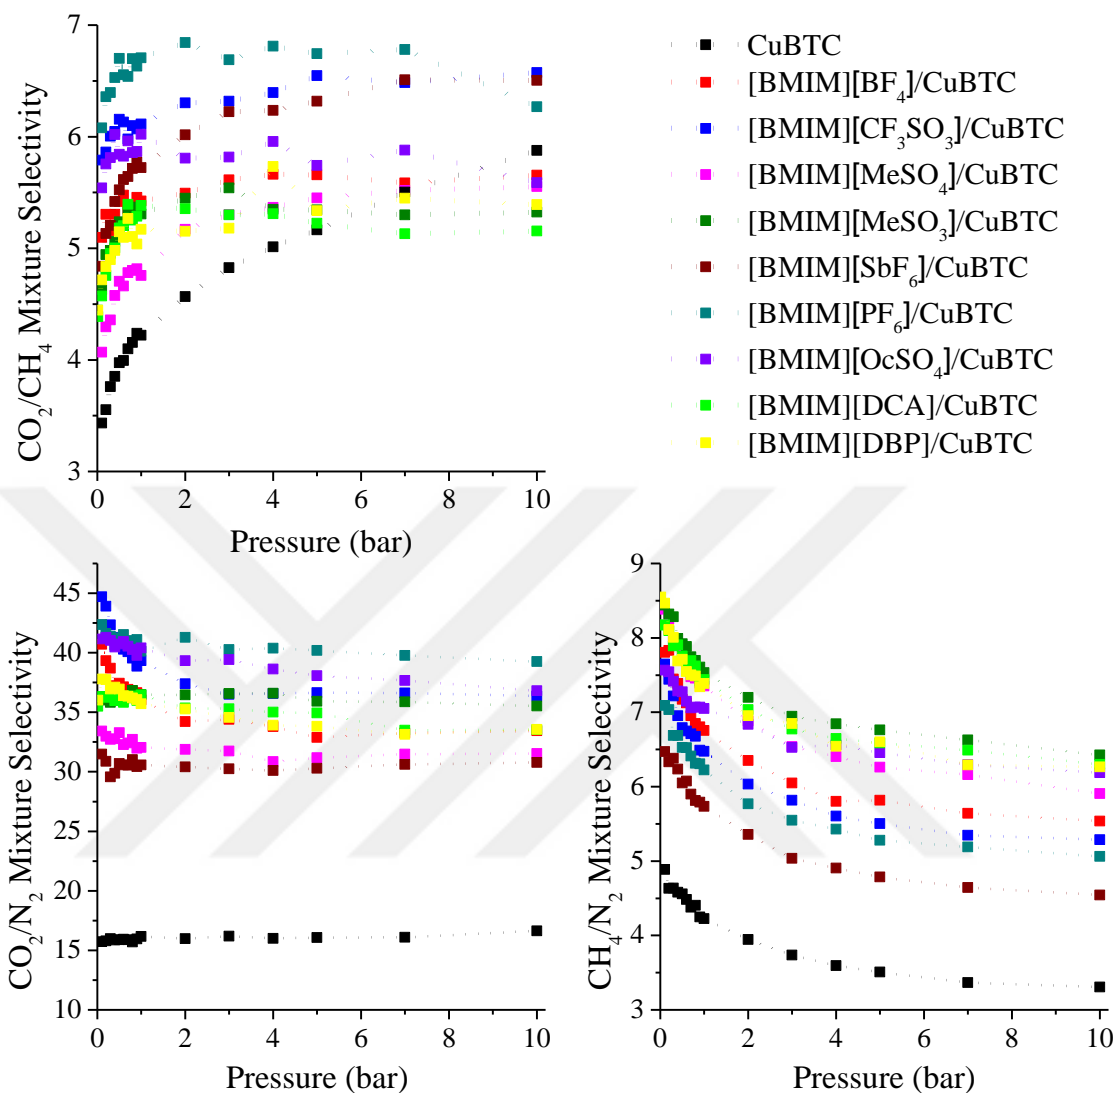 7
6
5
4
3
CO₂/CH₄ Mixture Selectivity
0 2 4 6 8 10
Pressure (bar)
CuBTC
[BMIM][BF₄]/CuBTC
[BMIM][CF₃SO₃]/CuBTC
[BMIM][MeSO₄]/CuBTC
[BMIM][MeSO₃]/CuBTC
[BMIM][SbF₆]/CuBTC
[BMIM][PF₆]/CuBTC
[BMIM][OcSO₄]/CuBTC
[BMIM][DCA]/CuBTC
[BMIM][DBP]/CuBTC
45
40
35
30
25
20
15
10
CO₂/N₂ Mixture Selectivity
0 2 4 6 8 10
Pressure (bar)
9
8
7
6
5
4
3
CH₄/N₂ Mixture Selectivity
0 2 4 6 8 10
Pressure (bar)